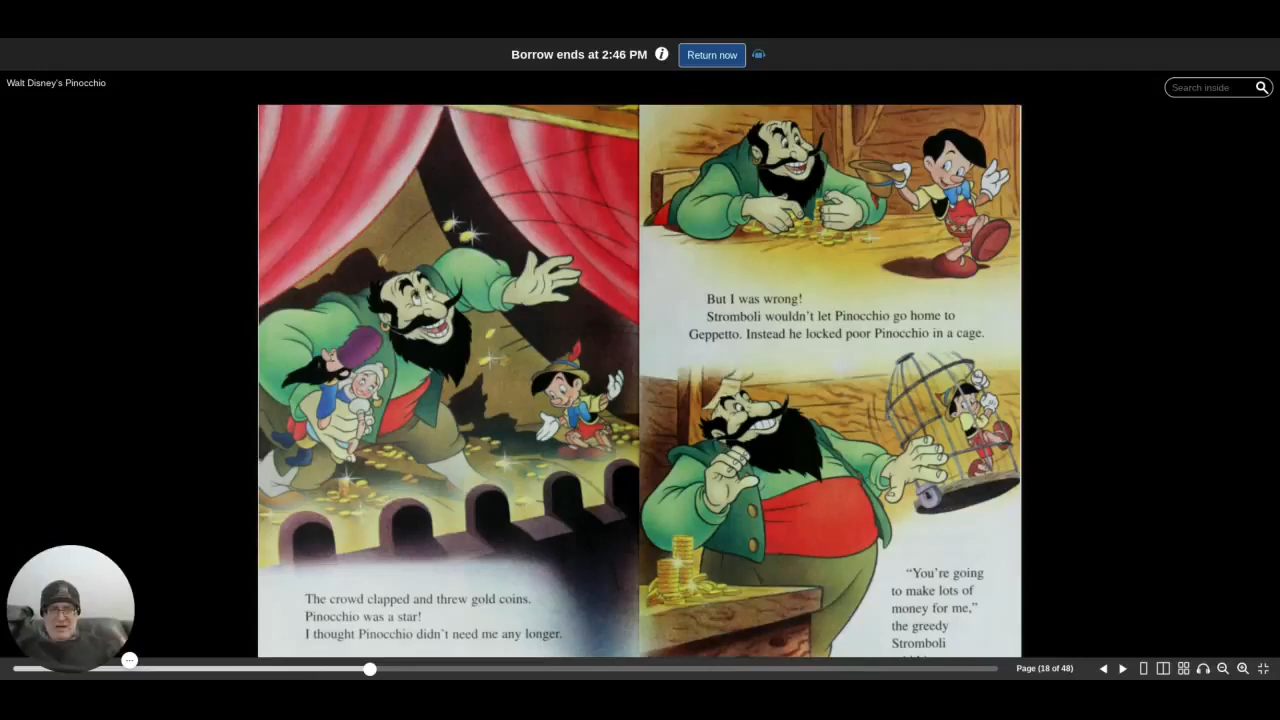 Borrow ends at 2:46 PM
Return now
Walt Disney's Pinocchio
Search inside
The crowd clapped and threw gold coins.
Pinocchio was a star!
I thought Pinocchio didn't need me any longer.
But I was wrong!
Stromboli wouldn't let Pinocchio go home to
Geppetto. Instead he locked poor Pinocchio in a cage.
“You're going
to make lots of
money for me,”
the greedy
Stromboli
Page (18 of 48)